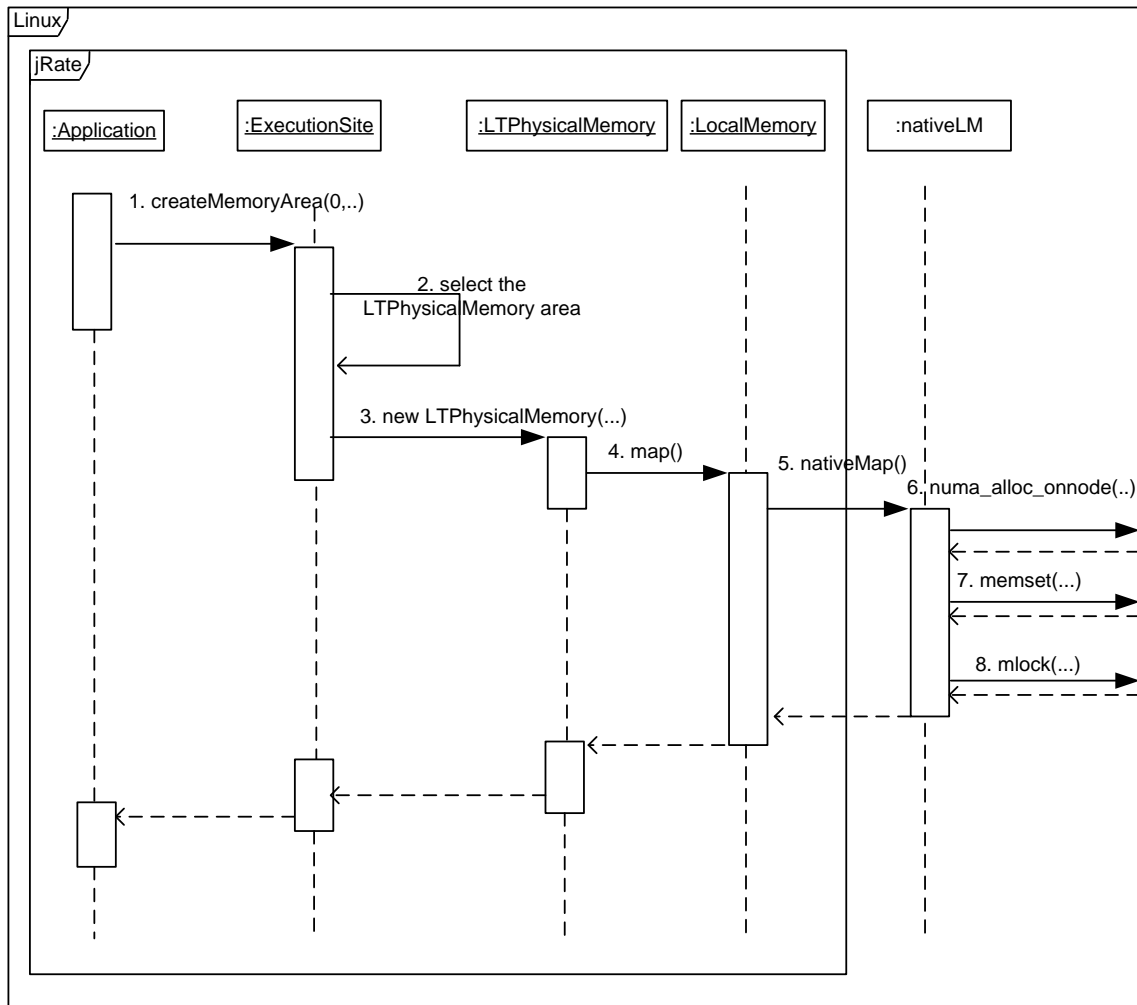 Linux
jRate
:Application
:ExecutionSite
:LTPhysicalMemory
:LocalMemory
:nativeLM
1. createMemoryArea(0,..)
2. select the
LTPhysicalMemory area
3. new LTPhysicalMemory(...)
4. map()
5. nativeMap()
6. numa_alloc_onnode(..)
7. memset(...)
8. mlock(...)